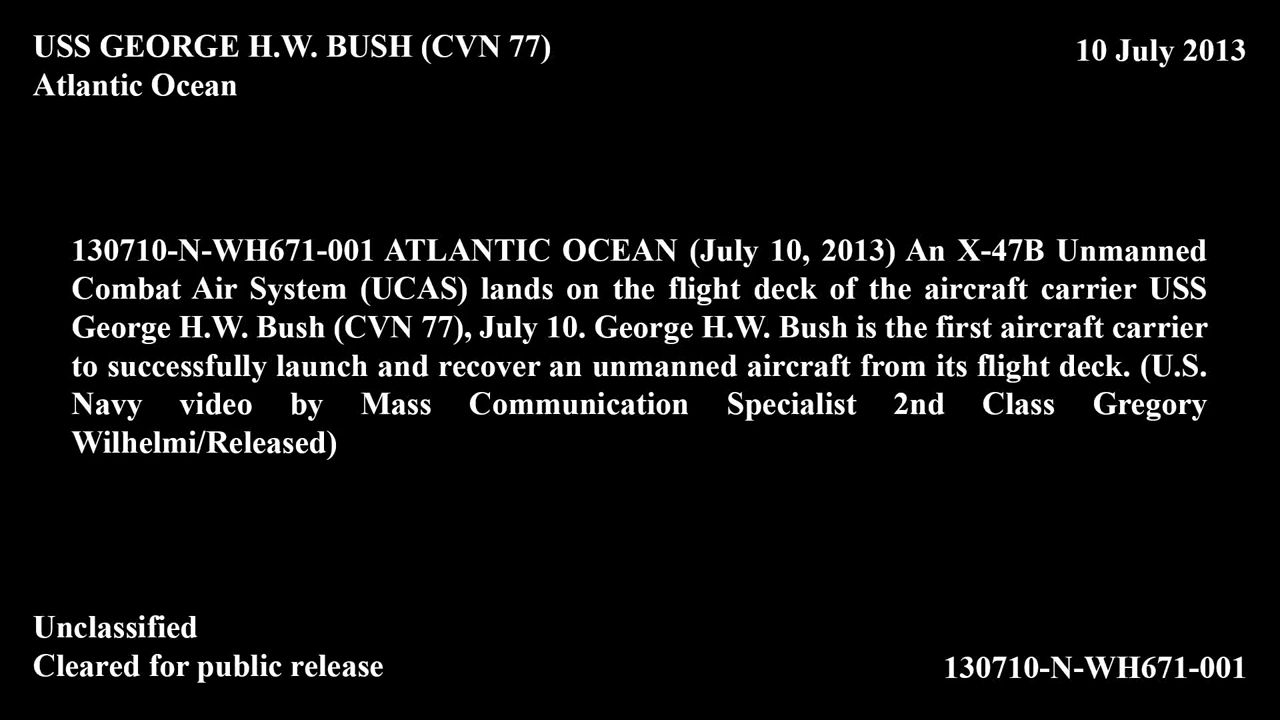 USS GEORGE H.W. BUSH (CVN 77)
Atlantic Ocean
10 July 2013
130710-N-WH671-001 ATLANTIC OCEAN (July 10, 2013) An X-47B Unmanned
Combat Air System (UCAS) lands on the flight deck of the aircraft carrier USS
George H.W. Bush (CVN 77), July 10. George H.W. Bush is the first aircraft carrier
to successfully launch and recover an unmanned aircraft from its flight deck. (U.S.
Navy video by Mass Communication Specialist 2nd Class Gregory
Wilhelmi/Released)
Unclassified
Cleared for public release
130710-N-WH671-001